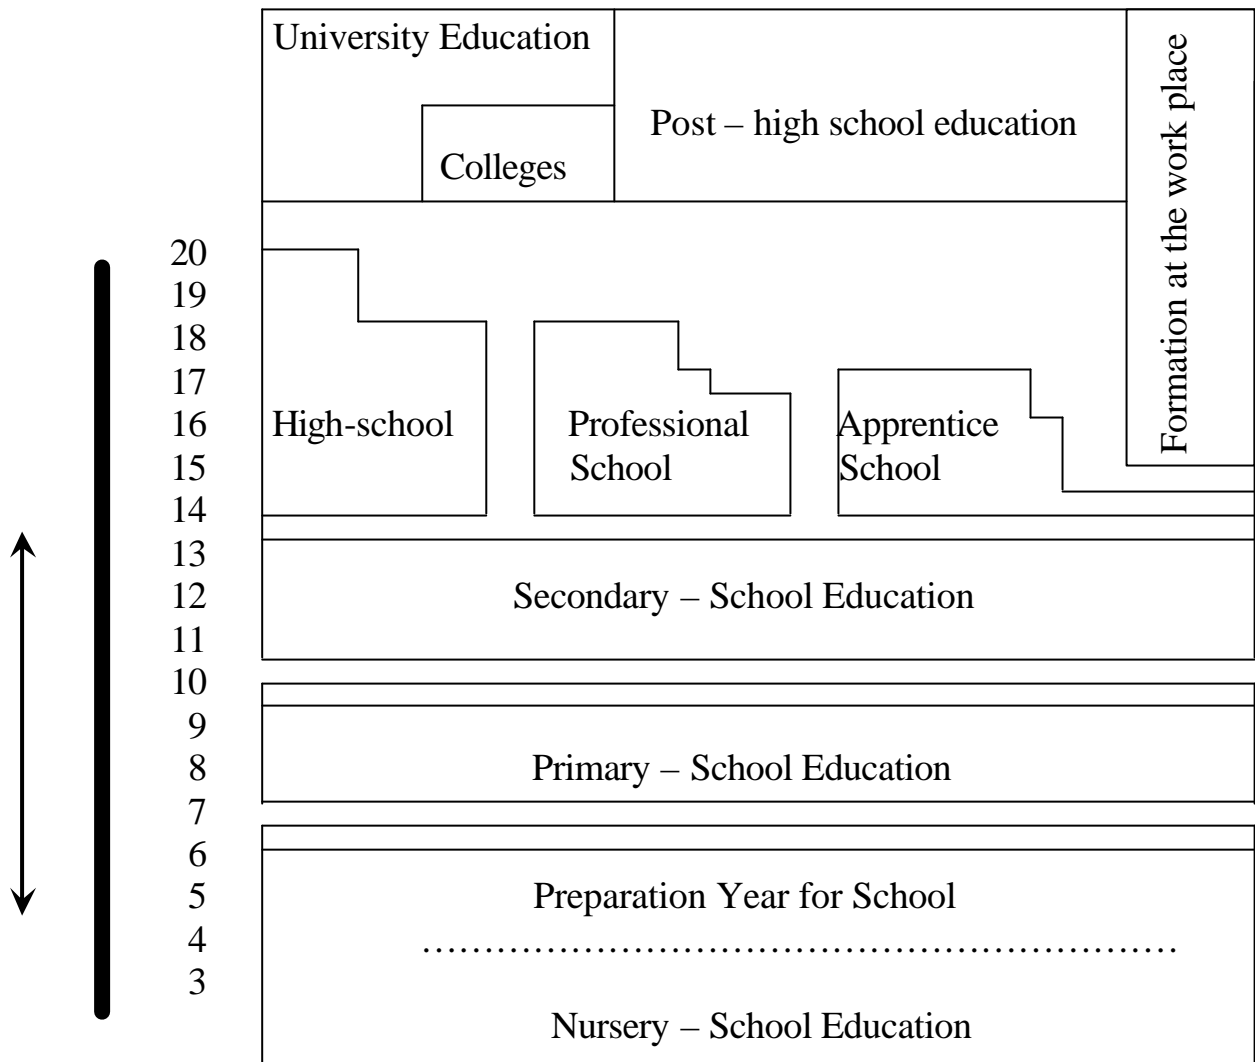 University Education
Colleges
Post – high school education
Formation at the work place
20
19
18
17
16
15
14
13
12
11
10
9
8
7
6
5
4
3
High-school
Professional
School
Apprentice
School
Secondary – School Education
Primary – School Education
Preparation Year for School
………………………………………………………
Nursery – School Education